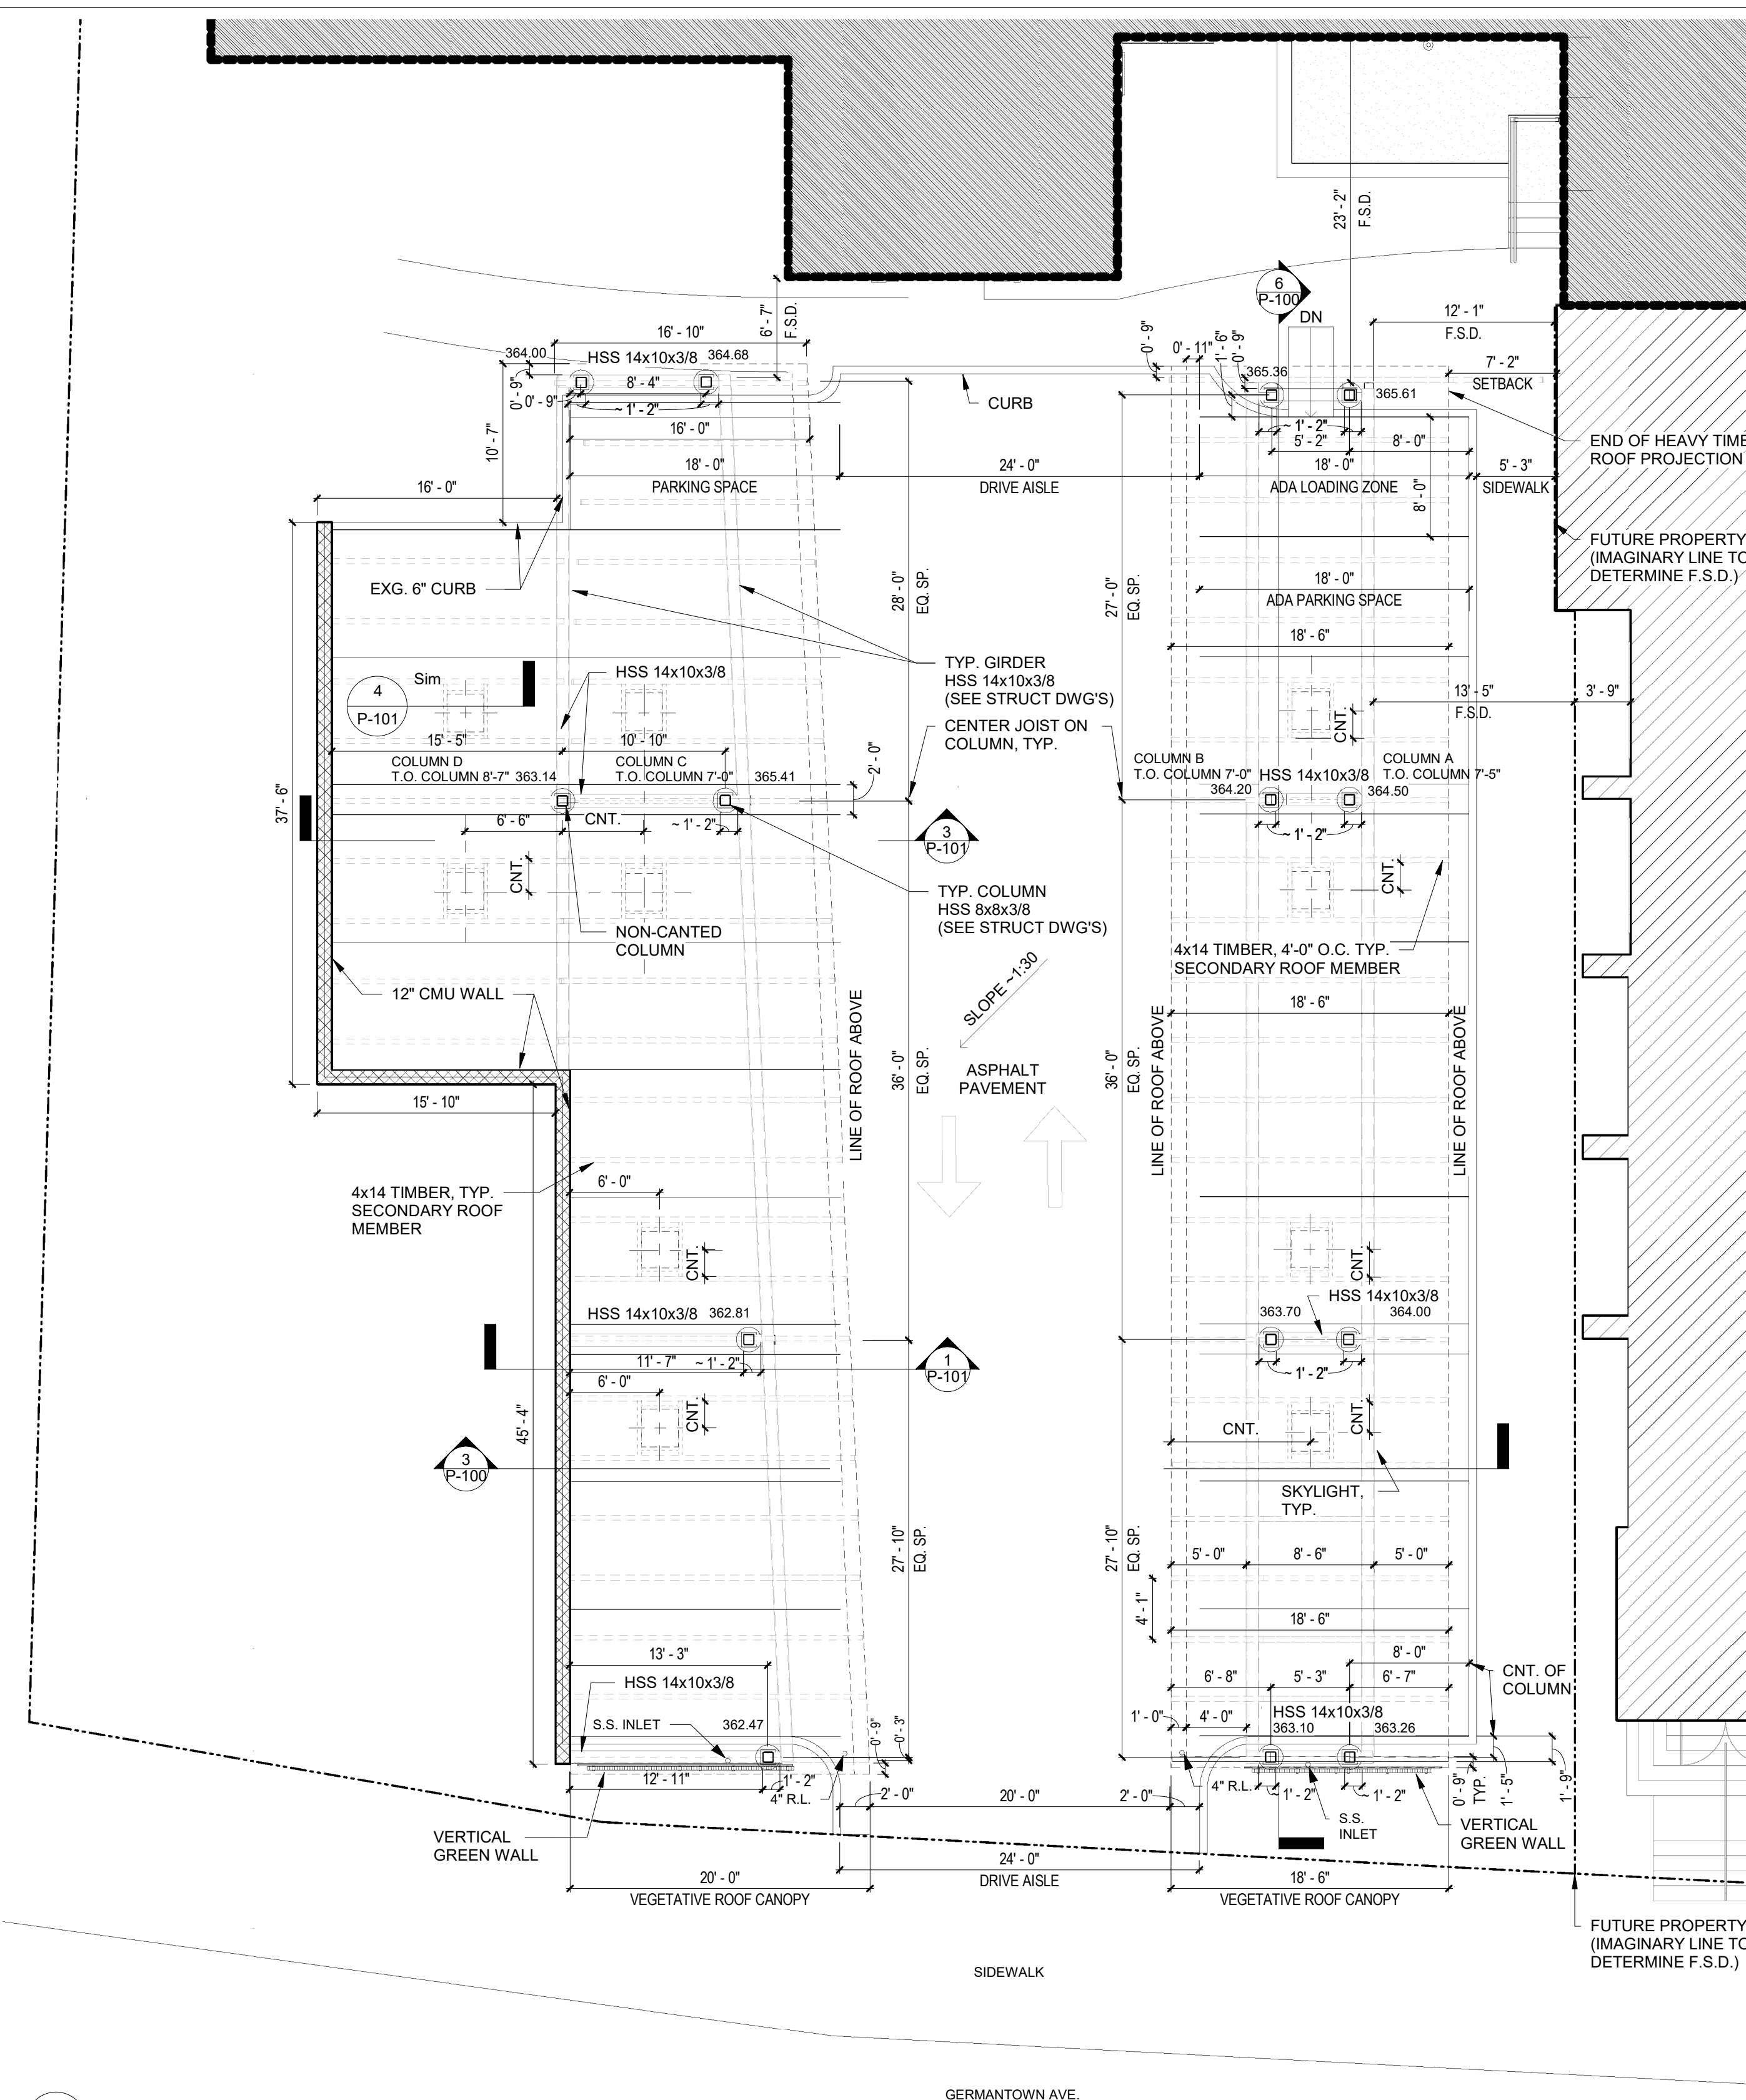 23' - 2"
F.S.D.
6
P-100
DN
12' - 1"
F.S.D.
6' - 7"
F.S.D.
16' - 10"
0' - 9"
0' - 11"
1' - 6"
0' - 9"
7' - 2"
SETBACK
364.00
HSS 14x10x3/8
364.68
365.36
365.61
0' - 9"
0' - 9"
8' - 4"
~ 1' - 2"
CURB
16' - 0"
~ 1' - 2"
5' - 2"
8' - 0"
END OF HEAVY TIMBE
ROOF PROJECTION
10' - 7"
18' - 0"
PARKING SPACE
24' - 0"
DRIVE AISLE
18' - 0"
ADA LOADING ZONE
5' - 3"
SIDEWALK
16' - 0"
8' - 0"
FUTURE PROPERTY
(IMAGINARY LINE TO
DETERMINE F.S.D.)
EXG. 6" CURB
28' - 0"
EQ. SP.
27' - 0"
EQ. SP.
18' - 0"
ADA PARKING SPACE
18' - 6"
4
P-101
Sim
HSS 14x10x3/8
TYP. GIRDER
HSS 14x10x3/8
(SEE STRUCT DWG'S)
13' - 5"
F.S.D.
3' - 9"
CNT.
CENTER JOIST ON
COLUMN, TYP.
15' - 5"
10' - 10"
2' - 0"
COLUMN D
T.O. COLUMN 8'-7"
363.14
COLUMN C
T.O. COLUMN 7'-0"
365.41
COLUMN B
T.O. COLUMN 7'-0"
364.20
HSS 14x10x3/8
COLUMN A
T.O. COLUMN 7'-5"
364.50
37' - 6"
6' - 6"
CNT.
~ 1' - 2"
3
P-101
~ 1' - 2"
CNT.
CNT.
TYP. COLUMN
HSS 8x8x3/8
(SEE STRUCT DWG'S)
NON-CANTED
COLUMN
4x14 TIMBER, 4'-0" O.C. TYP.
SECONDARY ROOF MEMBER
12" CMU WALL
SLOPE ~1:30
18' - 6"
LINE OF ROOF ABOVE
36' - 0"
EQ. SP.
ASPHALT
PAVEMENT
36' - 0"
EQ. SP.
LINE OF ROOF ABOVE
LINE OF ROOF ABOVE
15' - 10"
4x14 TIMBER, TYP.
SECONDARY ROOF
MEMBER
6' - 0"
CNT.
CNT.
HSS 14x10x3/8
362.81
HSS 14x10x3/8
363.70
364.00
11' - 7"
~ 1' - 2"
1
P-101
~ 1' - 2"
6' - 0"
CNT.
CNT.
CNT.
45' - 4"
3
P-100
SKYLIGHT,
TYP.
27' - 10"
EQ. SP.
27' - 10"
EQ. SP.
5' - 0"
8' - 6"
5' - 0"
4' - 1"
18' - 6"
13' - 3"
8' - 0"
HSS 14x10x3/8
6' - 8"
5' - 3"
6' - 7"
CNT. OF
COLUMN
S.S. INLET
362.47
0' - 9"
0' - 3"
1' - 0"
4' - 0"
HSS 14x10x3/8
363.10
363.26
12' - 11"
1' - 2"
4" R.L.
2' - 0"
20' - 0"
2' - 0"
4" R.L.
~ 1' - 2"
~ 1' - 2"
0' - 9"
TYP.
1' - 5"
1' - 9"
S.S.
INLET
VERTICAL
GREEN WALL
VERTICAL
GREEN WALL
20' - 0"
VEGETATIVE ROOF CANOPY
24' - 0"
DRIVE AISLE
18' - 6"
VEGETATIVE ROOF CANOPY
FUTURE PROPERTY
(IMAGINARY LINE TO
DETERMINE F.S.D.)
SIDEWALK
GERMANTOWN AVE.